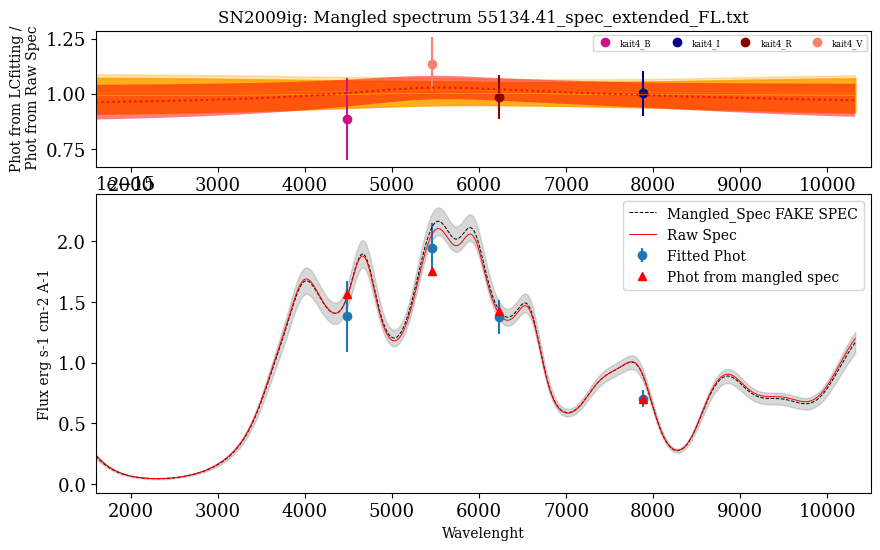 SN2009ig: Mangled spectrum 55134.41_spec_extended_FL.txt
Phot from LCfitting /
Phot from Raw Spec
1.25
1.00
0.75
kait4_B kait4_I kait4_R kait4_V
2000 3000 4000 5000 6000 7000 8000 9000 10000
1e−15
Flux erg s-1 cm-2 A-1
2.0
1.5
1.0
0.5
0.0
Mangled_Spec FAKE SPEC
Raw Spec
Fitted Phot
Phot from mangled spec
2000 3000 4000 5000 6000 7000 8000 9000 10000
Wavelenght